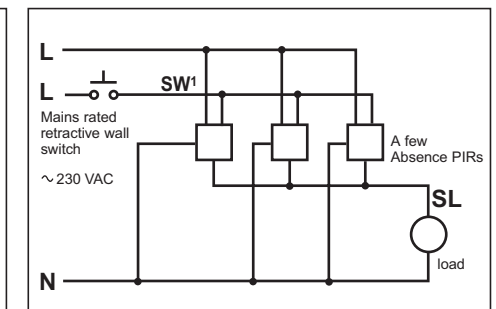 L
L
SW¹
Mains rated
retractive wall
switch
~ 230 VAC
A few
Absence PIRs
SL
load
N